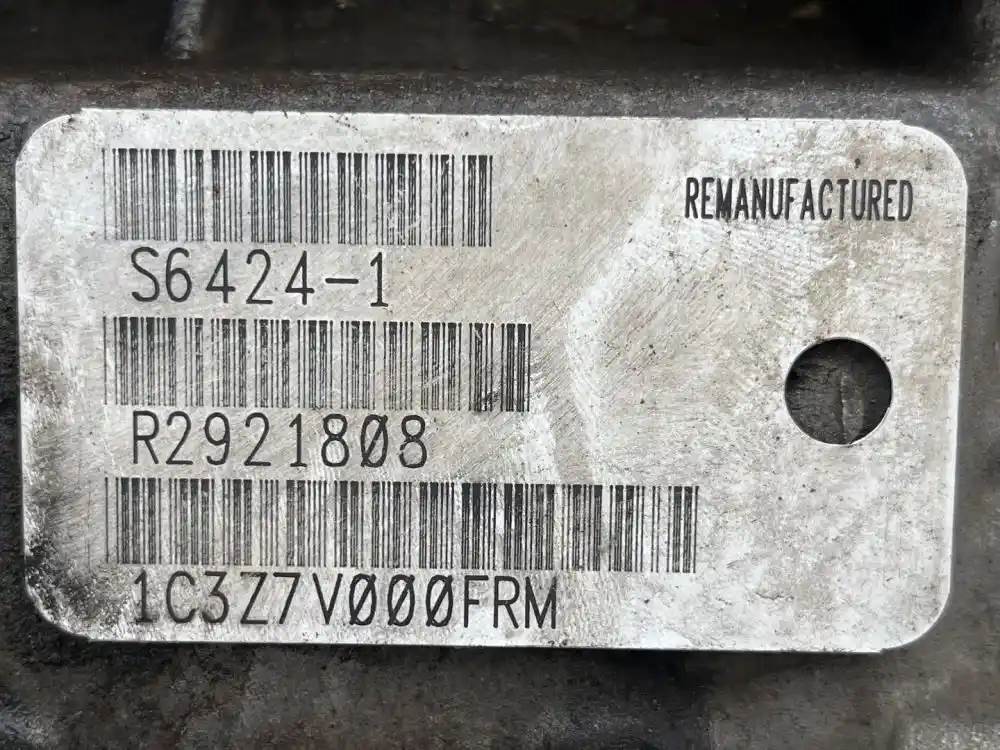 REMANUFACTURED
S6424-1
R2921808
1C3Z7V000FRM